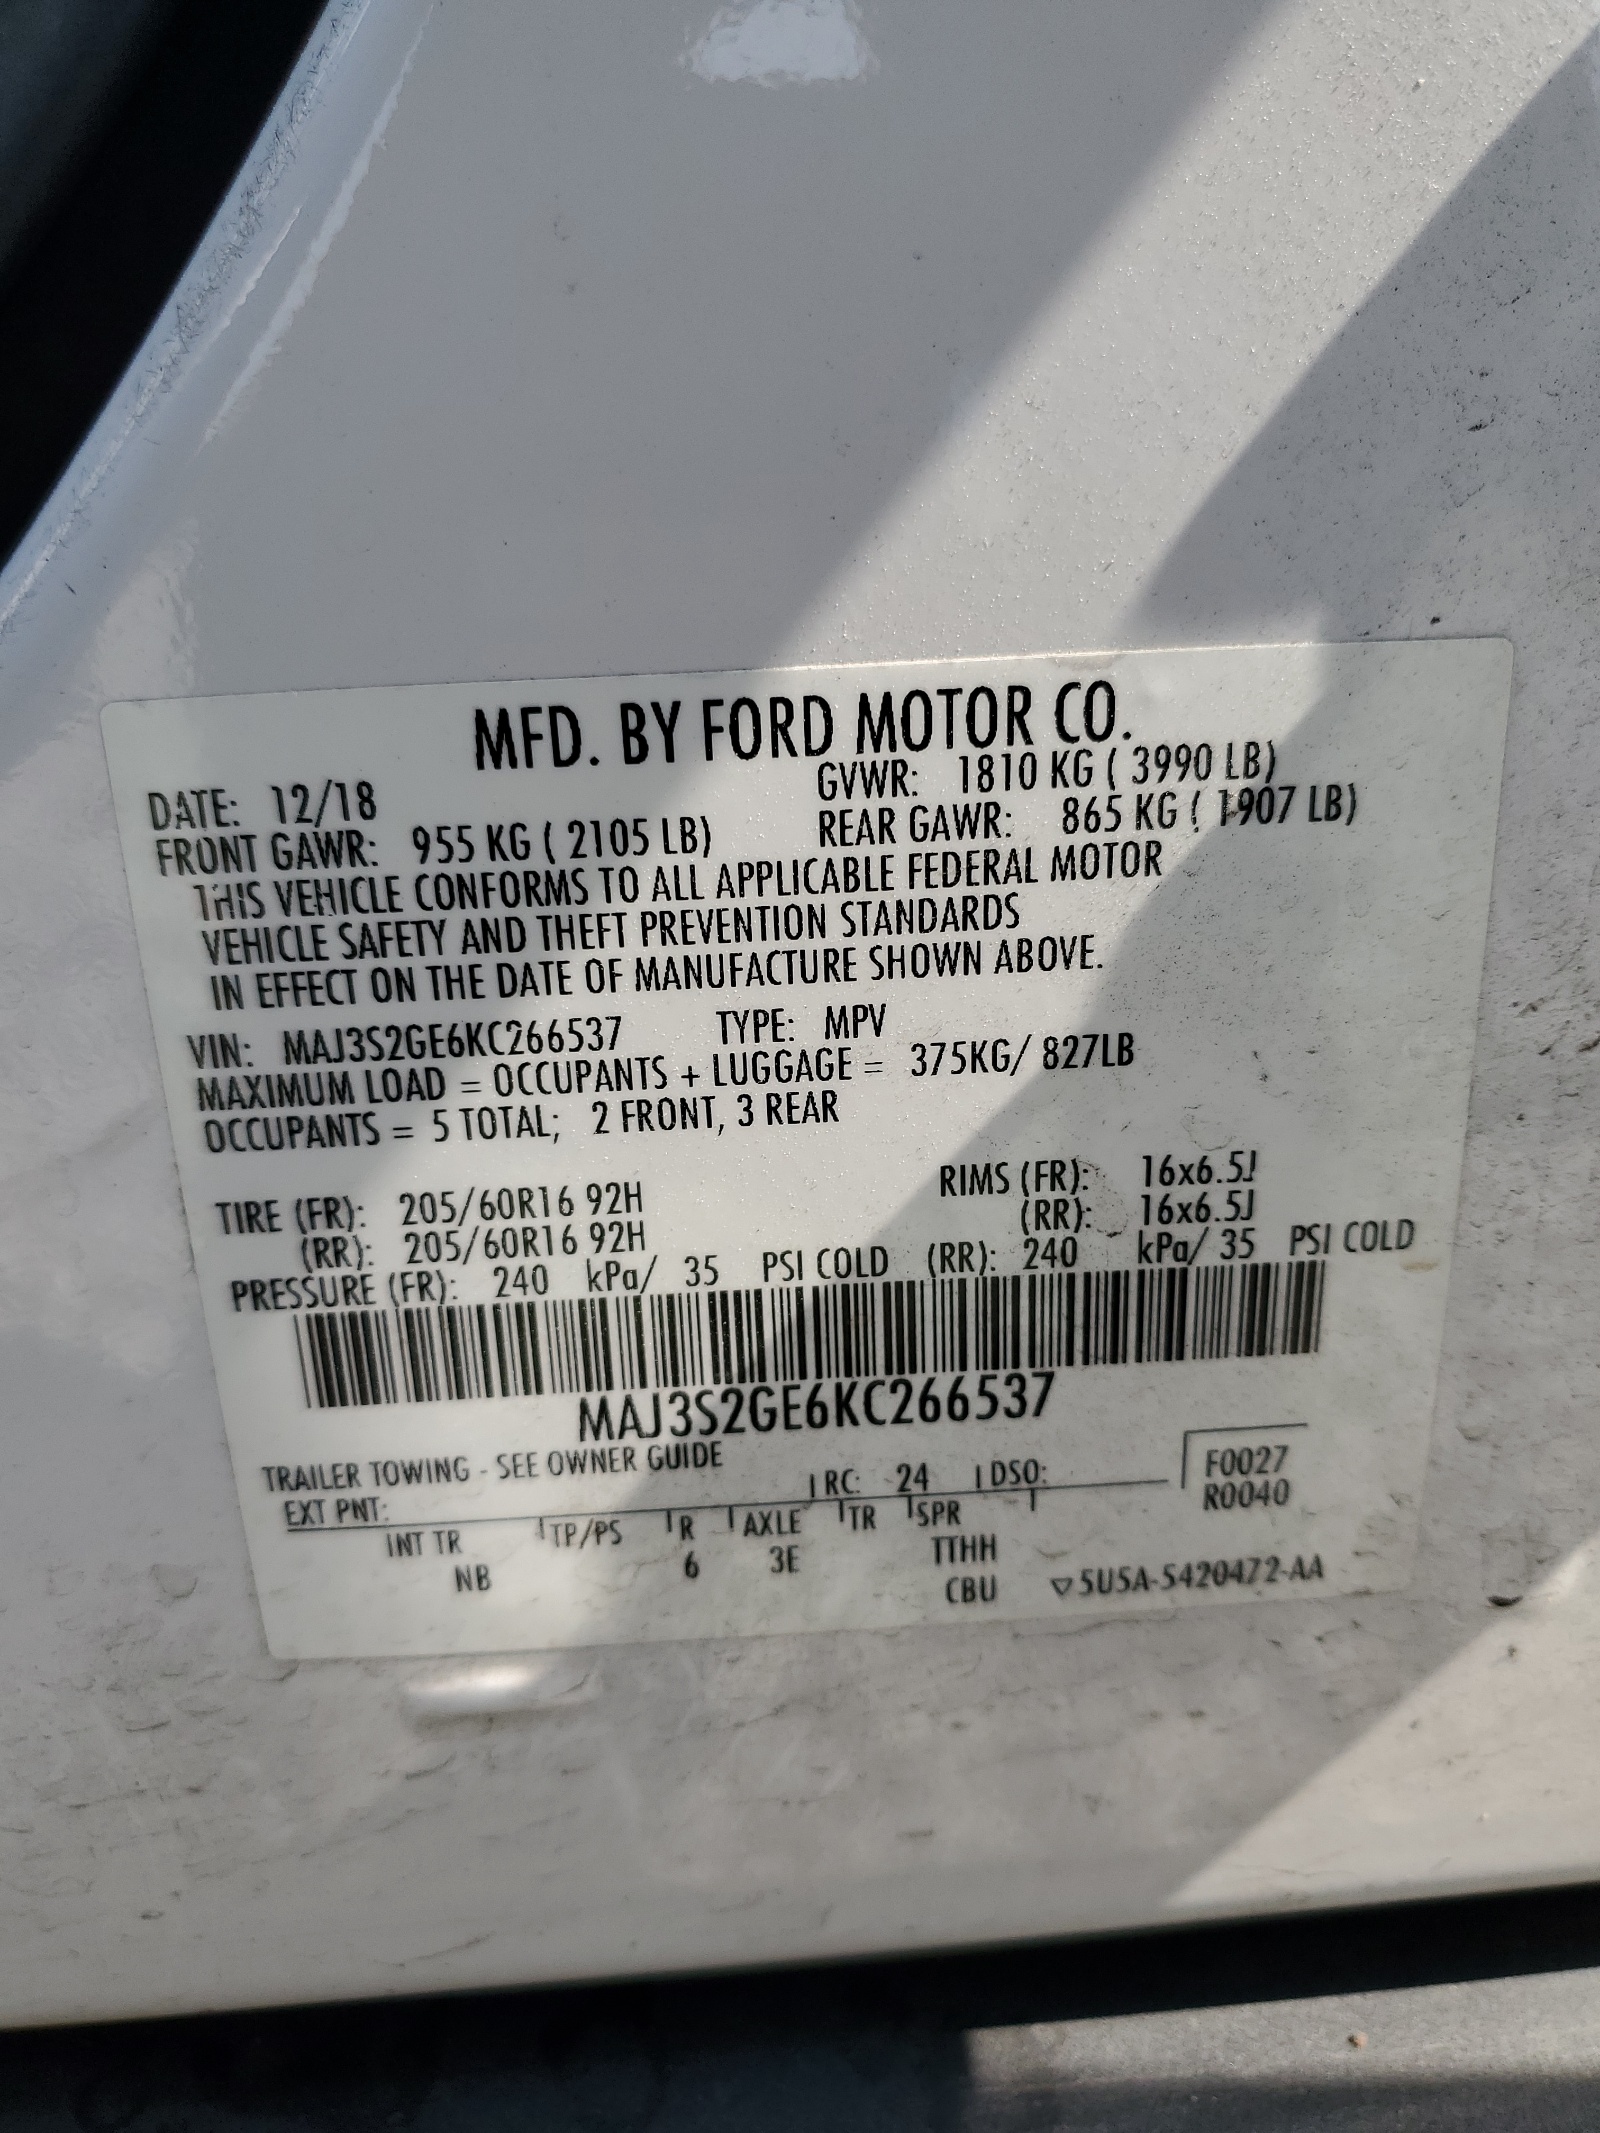 MFD. BY FORD MOTOR CO.
DATE: 12/18 GVWR: 1810 KG ( 3990 LB)
FRONT GAWR: 955 KG ( 2105 LB) REAR GAWR: 865 KG ( 1907 LB)
THIS VEHICLE CONFORMS TO ALL APPLICABLE FEDERAL MOTOR
VEHICLE SAFETY AND THEFT PREVENTION STANDARDS
IN EFFECT ON THE DATE OF MANUFACTURE SHOWN ABOVE.
VIN: MAJ3S2GE6KC266537 TYPE: MPV
MAXIMUM LOAD = OCCUPANTS + LUGGAGE = 375KG/ 827LB
OCCUPANTS = 5 TOTAL; 2 FRONT, 3 REAR
TIRE (FR): 205/60R16 92H RIMS (FR): 16x6.5J
(RR): 205/60R16 92H (RR): 16x6.5J
PRESSURE (FR): 240 kPa/ 35 PSI COLD (RR): 240 kPa/ 35 PSI COLD
MAJ3S2GE6KC266537
TRAILER TOWING - SEE OWNER GUIDE
EXT PNT: RC: 24 DSO: F0027
R0040
INT TR TP/PS R AXLE TR SPR
NB 6 3E TTHH
CBU ▽5U5A-5420472-AA